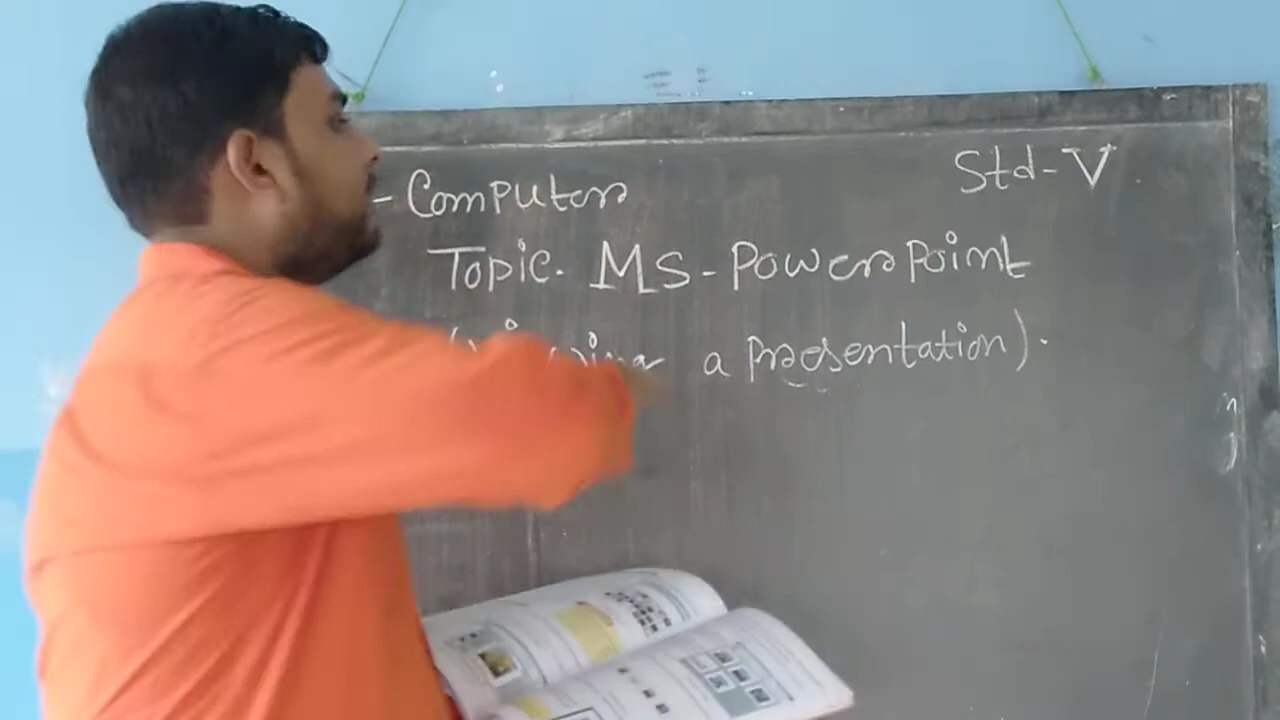 - Computer
Std - V
Topic. MS - PowerPoint
a Presentation).